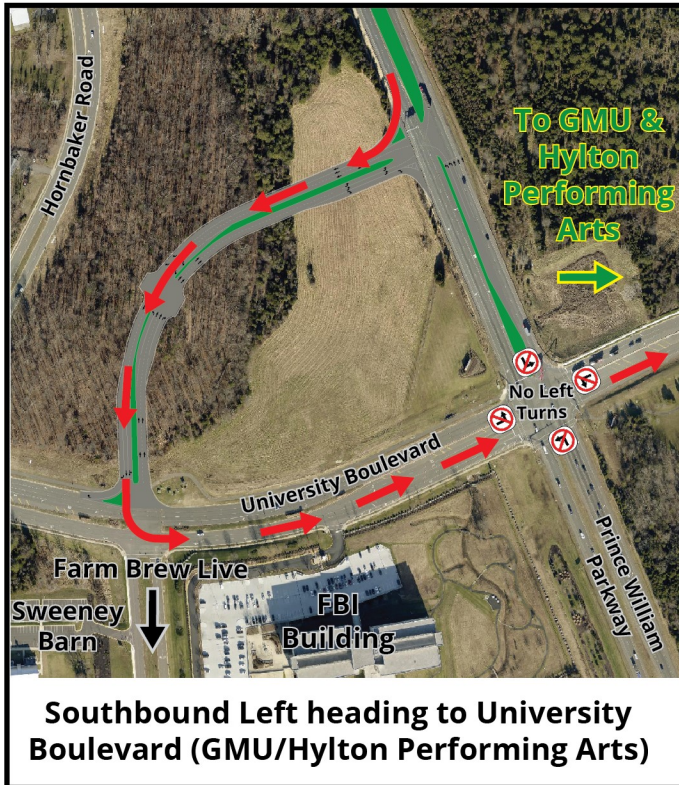 Hornbaker Road
To GMU &
Hylton
Performing
Arts
No Left
Turns
University Boulevard
Prince William
Parkway
Farm Brew Live
Sweeney
Barn
FBI
Building
Southbound Left heading to University
Boulevard (GMU/Hylton Performing Arts)